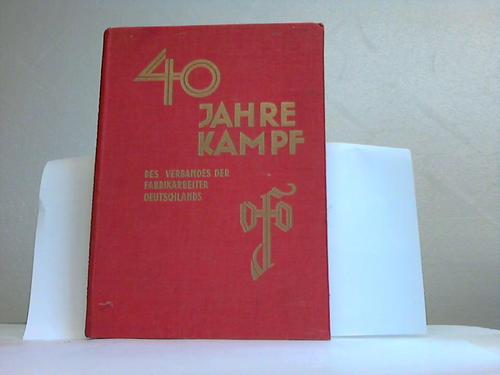 40
JAHRE
KAMPF
DES VERBANDES DER
FABRIKARBEITER
DEUTSCHLANDS